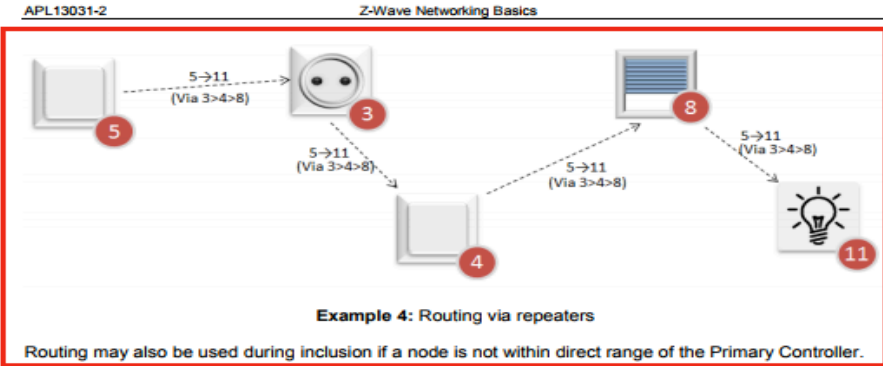 APL13031-2 Z-Wave Networking Basics
5→11
(Via 3>4>8)
5
3
5→11
(Via 3>4>8)
4
5→11
(Via 3>4>8)
8
5→11
(Via 3>4>8)
11
Example 4: Routing via repeaters
Routing may also be used during inclusion if a node is not within direct range of the Primary Controller.